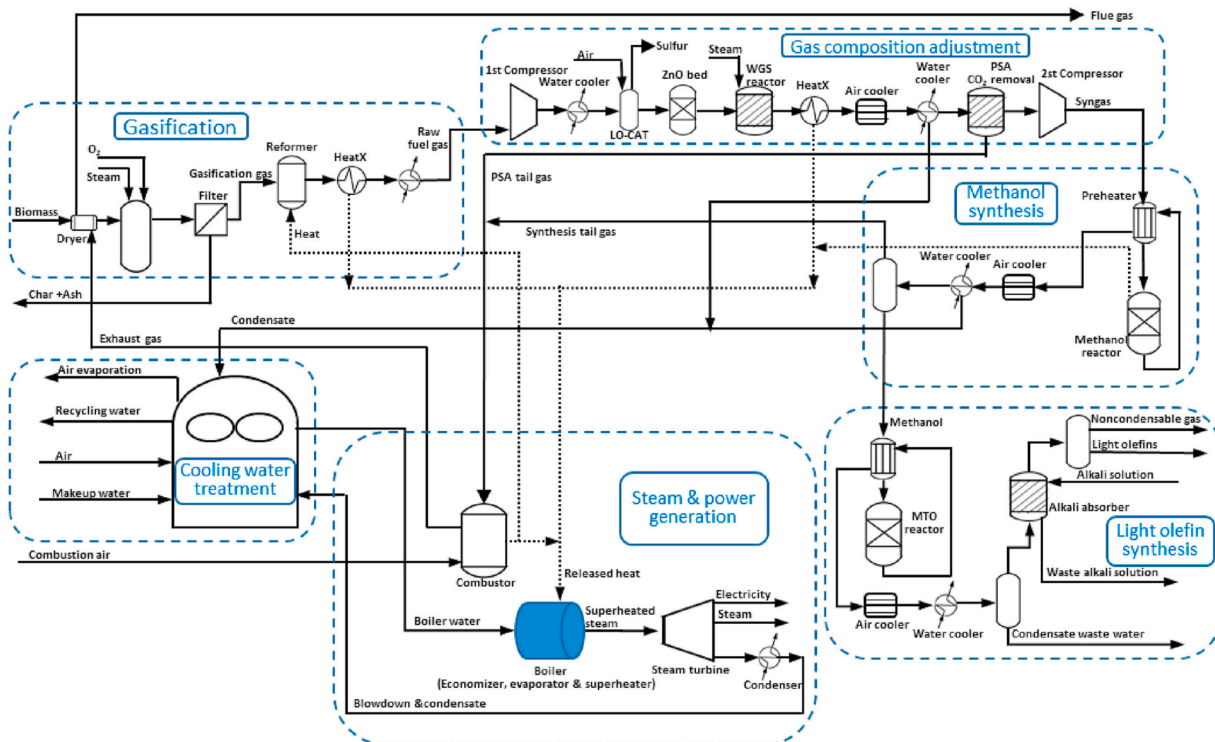 Flue gas
Gas composition adjustment
Air
Sulfur
Steam
WGS
reactor
Water
cooler
PSA
CO2 removal
2st Compressor
1st Compressor
Water cooler
ZnO bed
HeatX
Air cooler
Syngas
LO-CAT
Gasification
Raw
fuel gas
O2
Steam
Reformer
HeatX
Gasification gas
Filter
Biomass
Dryer
Heat
PSA tail gas
Methanol
synthesis
Preheater
Synthesis tail gas
Water
cooler
Air
cooler
Char +Ash
Condensate
Methanol
reactor
Exhaust gas
Air evaporation
Recycling water
Air
Makeup water
Cooling water
treatment
Steam & power
generation
Methanol
Noncondensable gas
Light olefins
Alkali solution
Alkali absorber
MTO
reactor
Light olefin
synthesis
Combustion air
Combustor
Released heat
Waste alkali solution
Boiler water
Superheated
steam
Electricity
Steam
Air cooler
Water cooler
Condensate waste water
Boiler
(Economizer, evaporator & superheater)
Steam turbine
Condenser
Blowdown &condensate